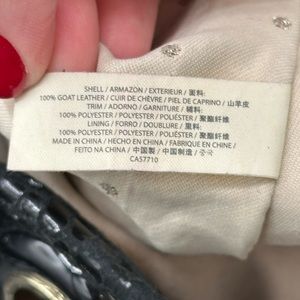 SHELL / ARMAZON / EXTERIEUR / 面料:
100% GOAT LEATHER / CUIR DE CHÈVRE / PIEL DE CAPRINO / 山羊皮
TRIM / ADORNO / GARNITURE / 辅料:
100% POLYESTER / POLYESTER / POLIÉSTER / 聚酯纤维
LINING / FORRO / DOUBLURE / 里料:
100% POLYESTER / POLYESTER / POLIÉSTER / 聚酯纤维
MADE IN CHINA / HECHO EN CHINA / FABRIQUE EN CHINE /
FEITO NA CHINA / 中国製 / 中国制造 / 중국
CA57710